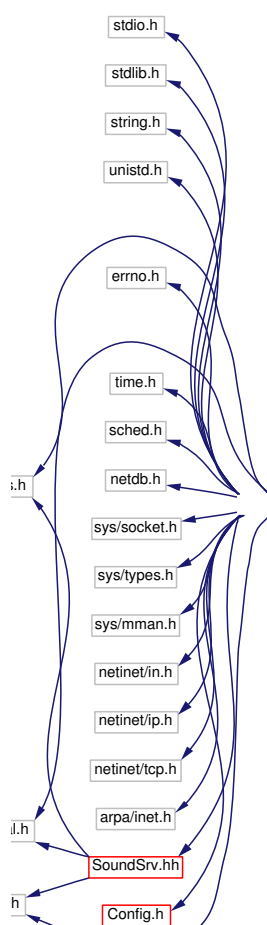 stdio.h
stdlib.h
string.h
unistd.h
errno.h
time.h
sched.h
netdb.h
s.h
sys/socket.h
sys/types.h
sys/mman.h
netinet/in.h
netinet/ip.h
netinet/tcp.h
arpa/inet.h
al.h
SoundSrv.hh
h
Config.h